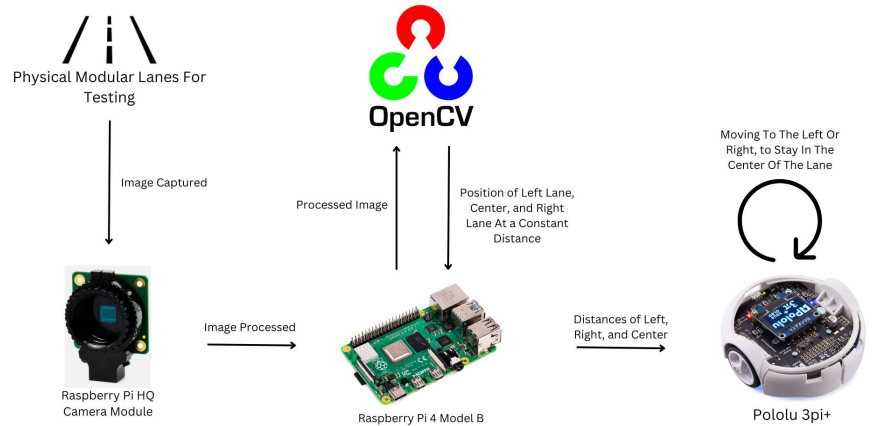 Physical Modular Lanes For
Testing
Image Captured
OpenCV
Processed Image
Position of Left Lane,
Center, and Right
Lane At a Constant
Distance
Moving To The Left Or
Right, to Stay In The
Center Of The Lane
Image Processed
Distances of Left,
Right, and Center
Raspberry Pi HQ
Camera Module
Raspberry Pi 4 Model B
Pololu
3pi+
Pololu 3pi+